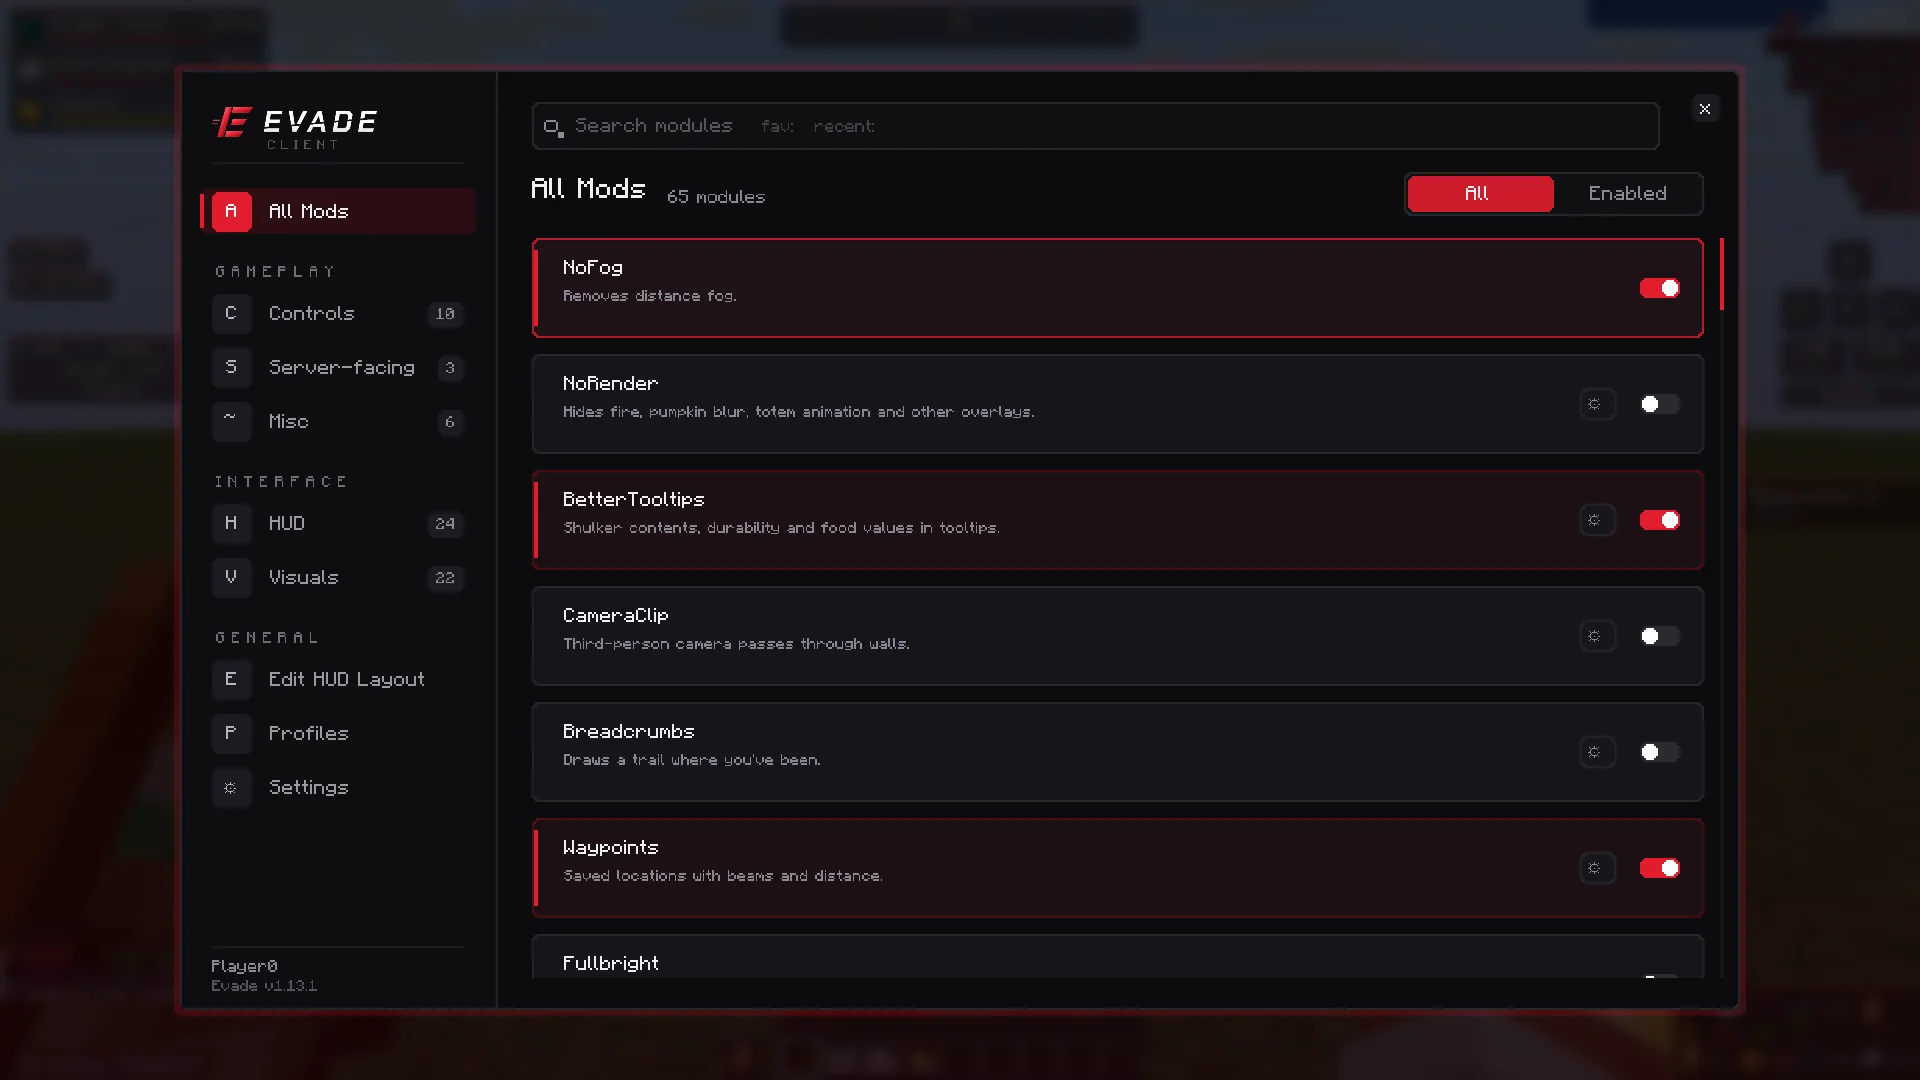 EVADE
CLIENT
Search modules fav: recent:
All Mods 65 modules
All Enabled
A All Mods
GAMEPLAY
C Controls 10
S Server-facing 3
~ Misc 6
INTERFACE
H HUD 24
V Visuals 22
GENERAL
E Edit HUD Layout
P Profiles
Settings
Player0
Evade v1.13.1
NoFog
Removes distance fog.
NoRender
Hides fire, pumpkin blur, totem animation and other overlays.
BetterTooltips
Shulker contents, durability and food values in tooltips.
CameraClip
Third-person camera passes through walls.
Breadcrumbs
Draws a trail where you've been.
Waypoints
Saved locations with beams and distance.
Fullbright